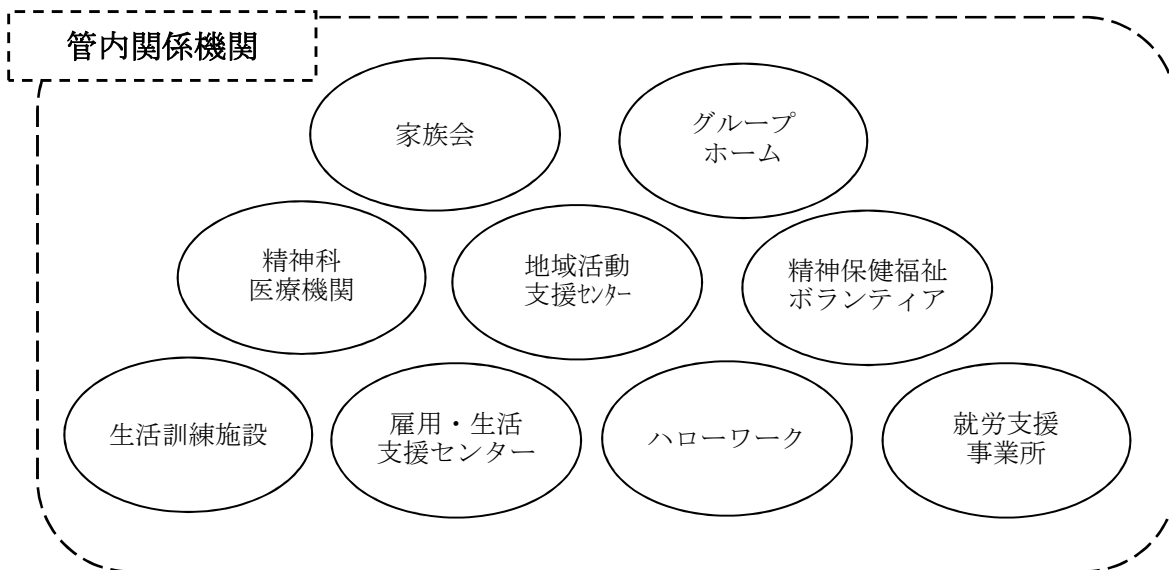 管内関係機関
家族会
グループ
ホーム
精神科
医療機関
地域活動
支援ｾﾝﾀｰ
精神保健福祉
ボランティア
生活訓練施設
雇用・生活
支援センター
ハローワーク
就労支援
事業所